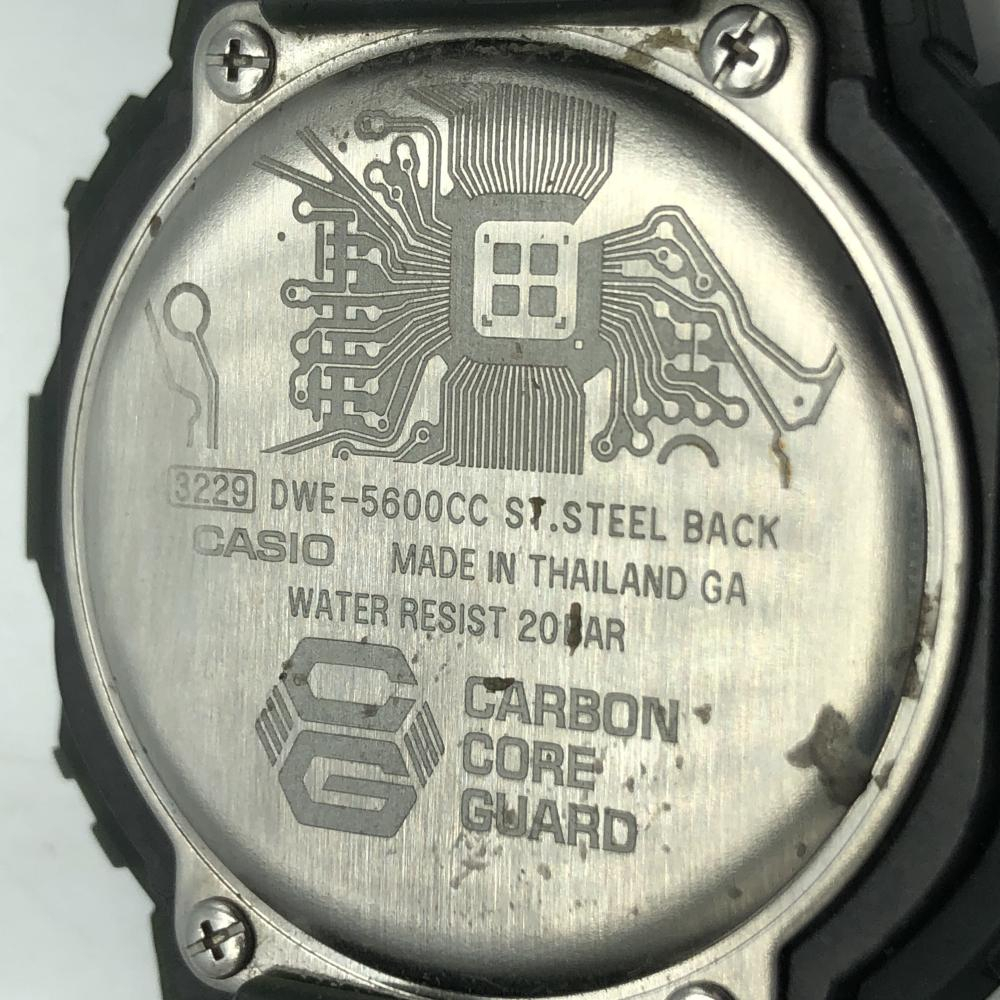 3229 DWE-5600CC ST.STEEL BACK
CASIO MADE IN THAILAND GA
WATER RESIST 20BAR
CARBON
CORE
GUARD